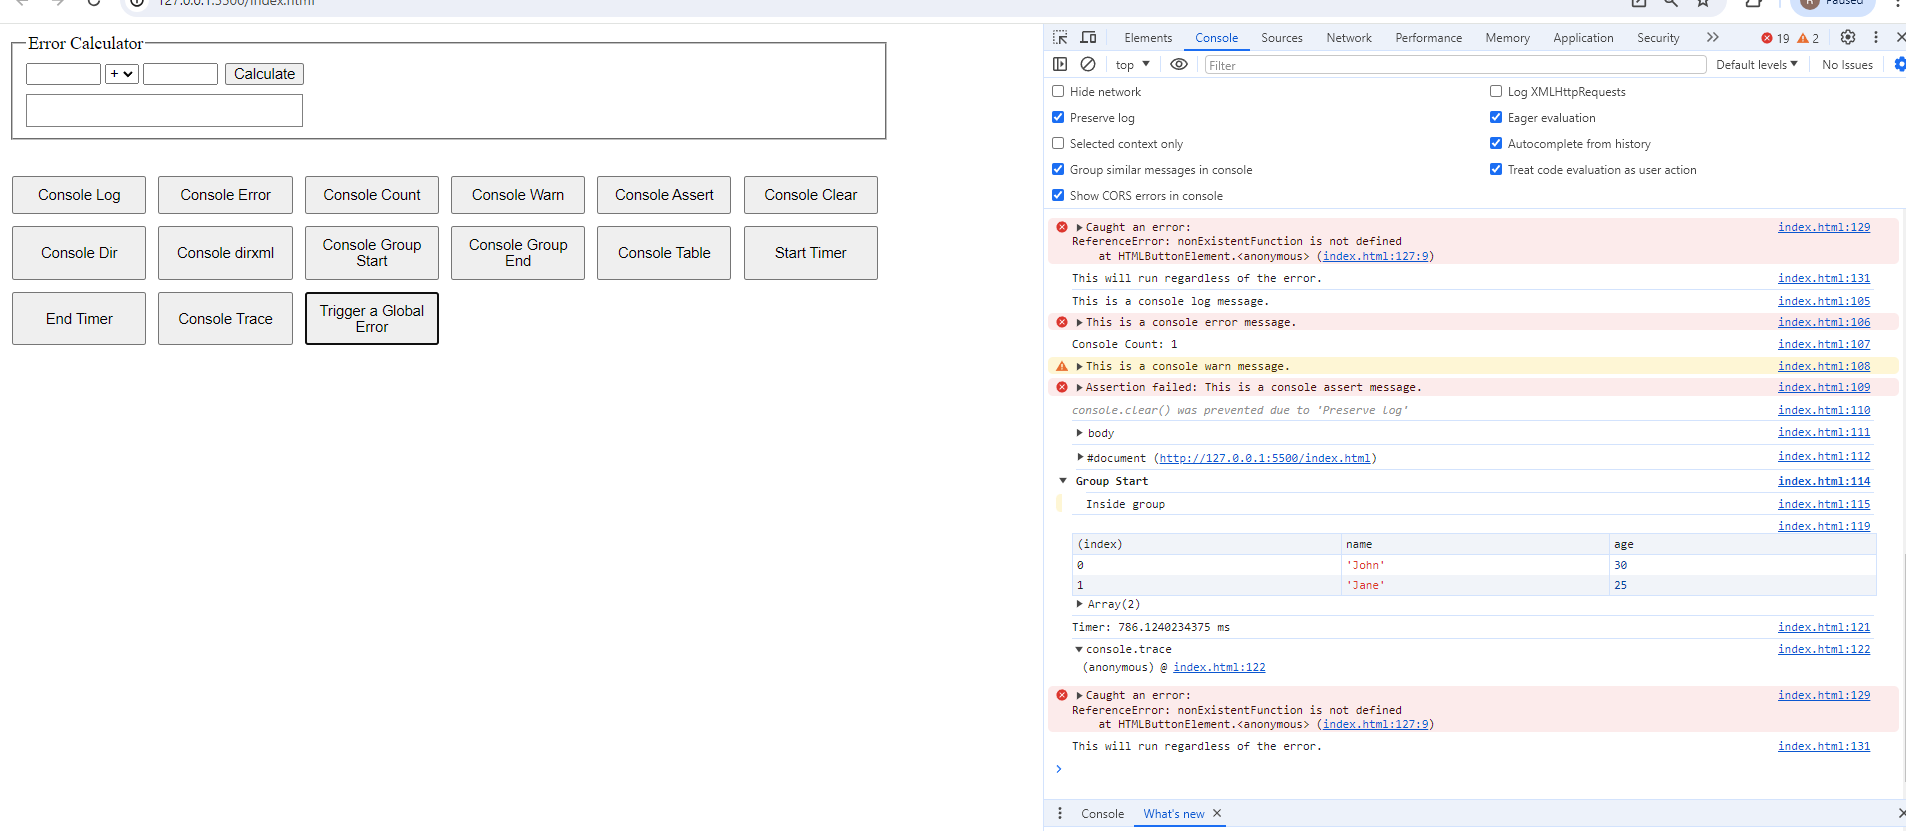 127.0.0.1:5500/index.html
Paused
Error Calculator
+ Calculate
Console Log Console Error Console Count Console Warn Console Assert Console Clear
Console Dir Console dirxml Console Group Start Console Group End Console Table Start Timer
End Timer Console Trace Trigger a Global Error
Elements Console Sources Network Performance Memory Application Security 19 2
top Filter Default levels No Issues
Hide network Log XMLHttpRequests
Preserve log Eager evaluation
Selected context only Autocomplete from history
Group similar messages in console Treat code evaluation as user action
Show CORS errors in console
Caught an error: index.html:129
ReferenceError: nonExistentFunction is not defined
at HTMLButtonElement.<anonymous> (index.html:127:9)
This will run regardless of the error. index.html:131
This is a console log message. index.html:105
This is a console error message. index.html:106
Console Count: 1 index.html:107
This is a console warn message. index.html:108
Assertion failed: This is a console assert message. index.html:109
console.clear() was prevented due to 'Preserve log' index.html:110
body index.html:111
#document (http://127.0.0.1:5500/index.html) index.html:112
Group Start index.html:114
Inside group index.html:115
index.html:119
(index) name age
0 'John' 30
1 'Jane' 25
Array(2)
Timer: 786.1240234375 ms index.html:121
console.trace index.html:122
(anonymous) @ index.html:122
Caught an error: index.html:129
ReferenceError: nonExistentFunction is not defined
at HTMLButtonElement.<anonymous> (index.html:127:9)
This will run regardless of the error. index.html:131
Console What's new